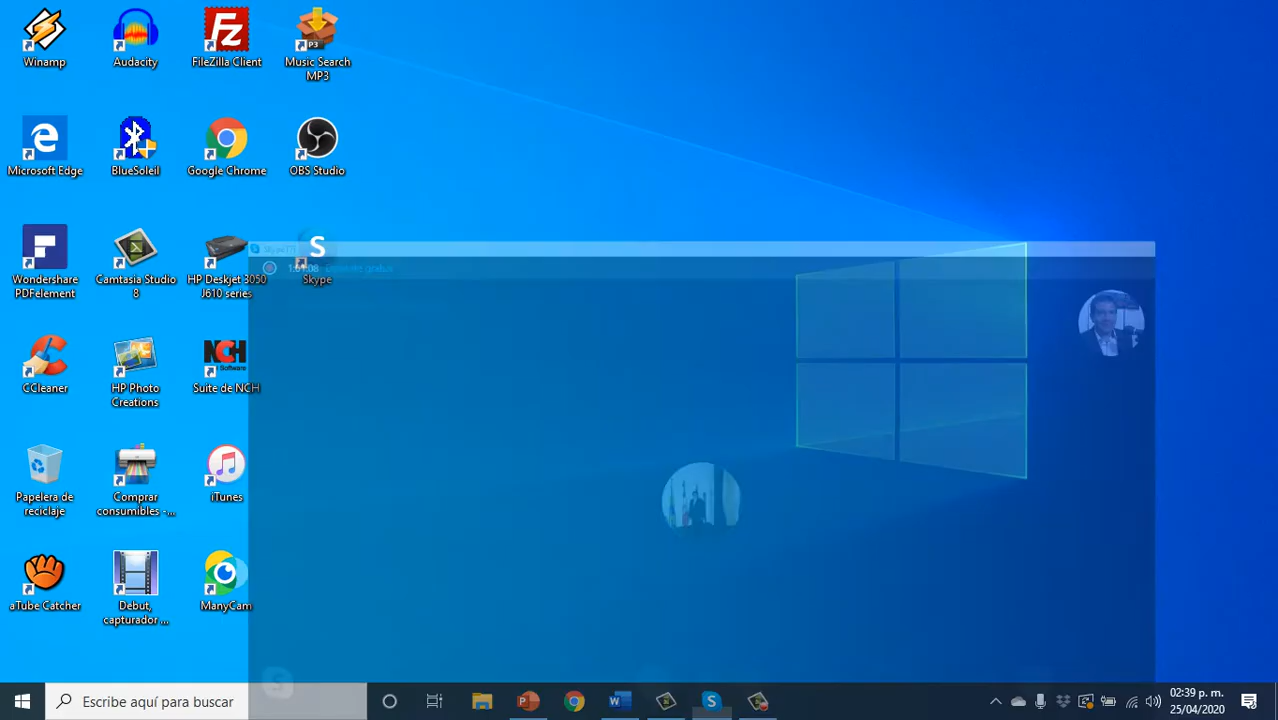 Winamp
Audacity
FileZilla Client
Music Search
MP3
Microsoft Edge
BlueSoleil
Google Chrome
OBS Studio
Wondershare
PDFelement
Camtasia Studio
8
HP Deskjet 3050
J610 series
Skype
CCleaner
HP Photo
Creations
Suite de NCH
Papelera de
reciclaje
Comprar
consumibles -...
iTunes
aTube Catcher
Debut,
capturador ...
ManyCam
Escribe aquí para buscar
02:39 p. m.
25/04/2020